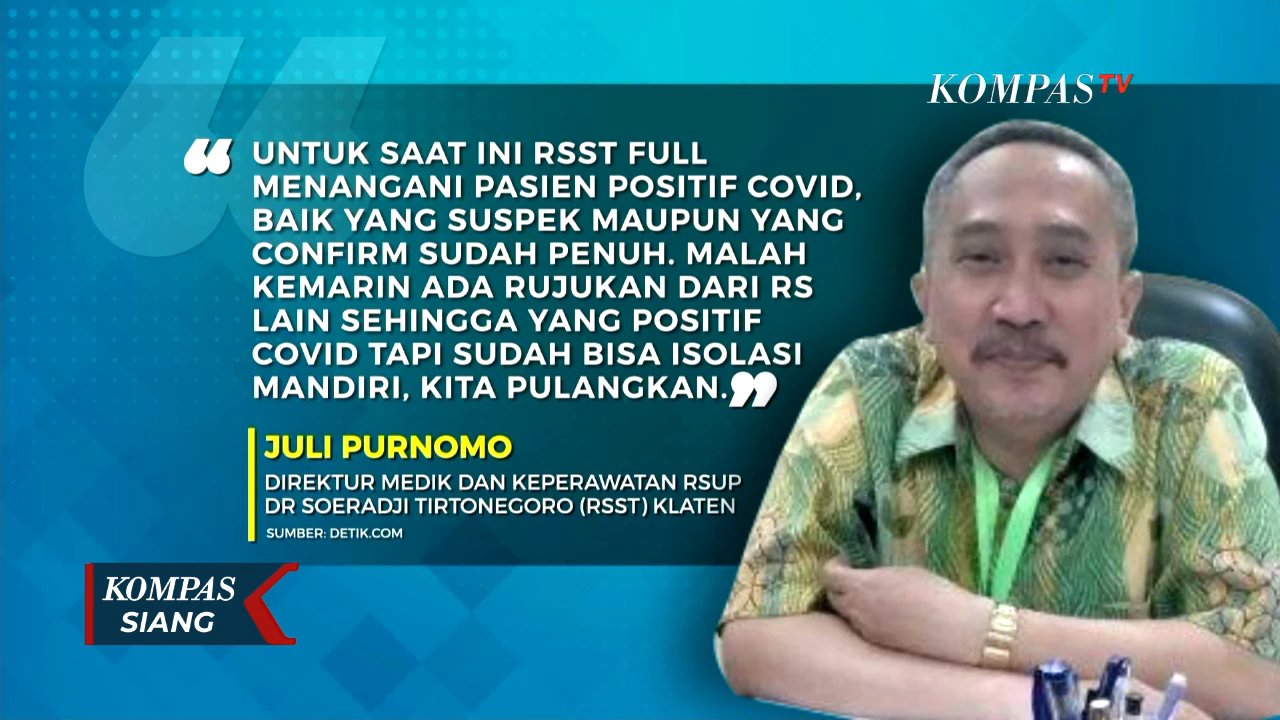 KOMPAS TV
UNTUK SAAT INI RSST FULL
MENANGANI PASIEN POSITIF COVID,
BAIK YANG SUSPEK MAUPUN YANG
CONFIRM SUDAH PENUH. MALAH
KEMARIN ADA RUJUKAN DARI RS
LAIN SEHINGGA YANG POSITIF
COVID TAPI SUDAH BISA ISOLASI
MANDIRI, KITA PULANGKAN.
JULI PURNOMO
DIREKTUR MEDIK DAN KEPERAWATAN RSUP
DR SOERADJI TIRTONEGORO (RSST) KLATEN
SUMBER: DETIK.COM
KOMPAS
SIANG